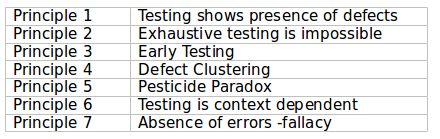 Principle 1 Testing shows presence of defects
Principle 2 Exhaustive testing is impossible
Principle 3 Early Testing
Principle 4 Defect Clustering
Principle 5 Pesticide Paradox
Principle 6 Testing is context dependent
Principle 7 Absence of errors -fallacy